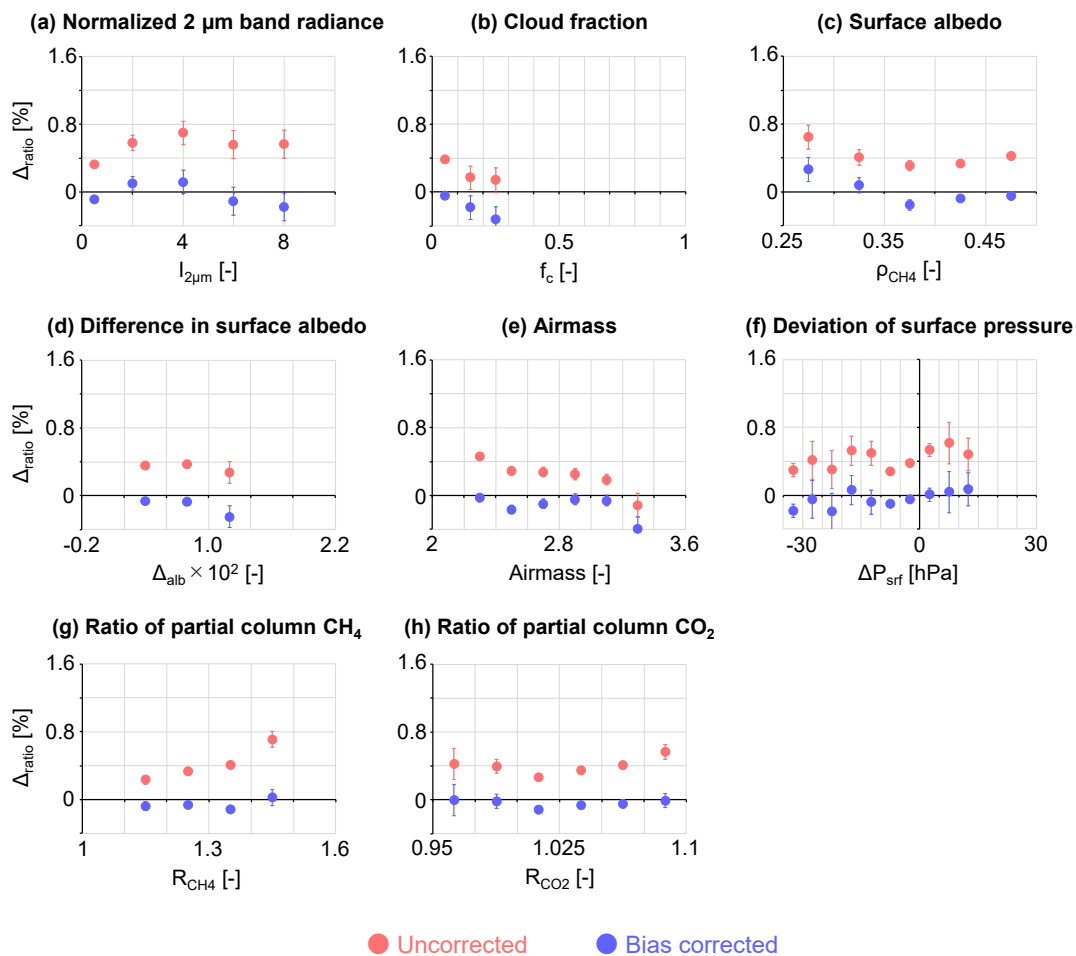 (a) Normalized 2 µm band radiance
(b) Cloud fraction
(c) Surface albedo
1.6
0.8
0
Δratio [%]
0 4 8
I2µm [-]
1.6
0.8
0
0 0.5 1
fc [-]
1.6
0.8
0
0.25 0.35 0.45
ρCH4 [-]
(d) Difference in surface albedo
(e) Airmass
(f) Deviation of surface pressure
1.6
0.8
0
Δratio [%]
-0.2 1.0 2.2
Δalb × 10² [-]
1.6
0.8
0
2 2.8 3.6
Airmass [-]
1.6
0.8
0
-30 0 30
ΔPsrf [hPa]
(g) Ratio of partial column CH4
(h) Ratio of partial column CO2
1.6
0.8
0
Δratio [%]
1 1.3 1.6
RCH4 [-]
1.6
0.8
0
0.95 1.025 1.1
RCO2 [-]
Uncorrected
Bias corrected